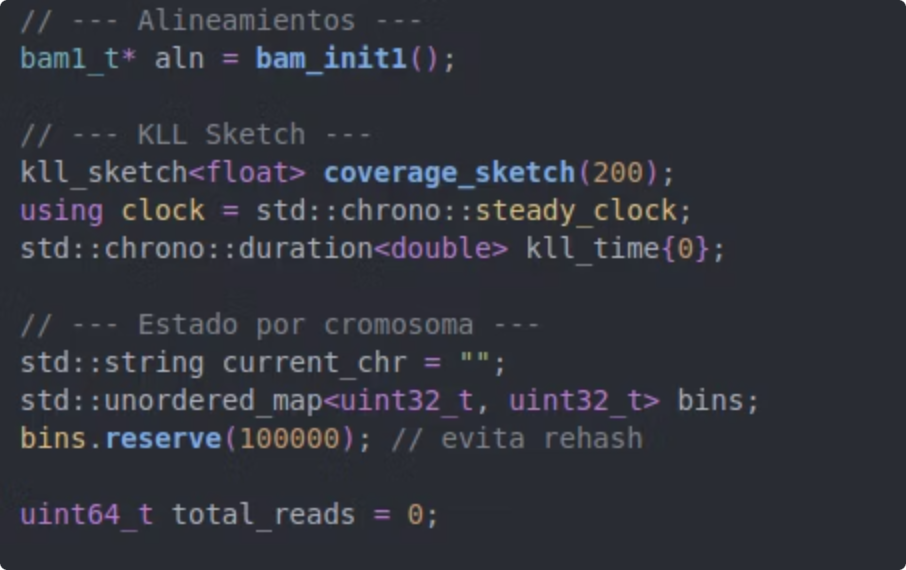 // --- Alineamientos ---
bam1_t* aln = bam_init1();
// --- KLL Sketch ---
kll_sketch<float> coverage_sketch(200);
using clock = std::chrono::steady_clock;
std::chrono::duration<double> kll_time{0};
// --- Estado por cromosoma ---
std::string current_chr = "";
std::unordered_map<uint32_t, uint32_t> bins;
bins.reserve(100000); // evita rehash
uint64_t total_reads = 0;